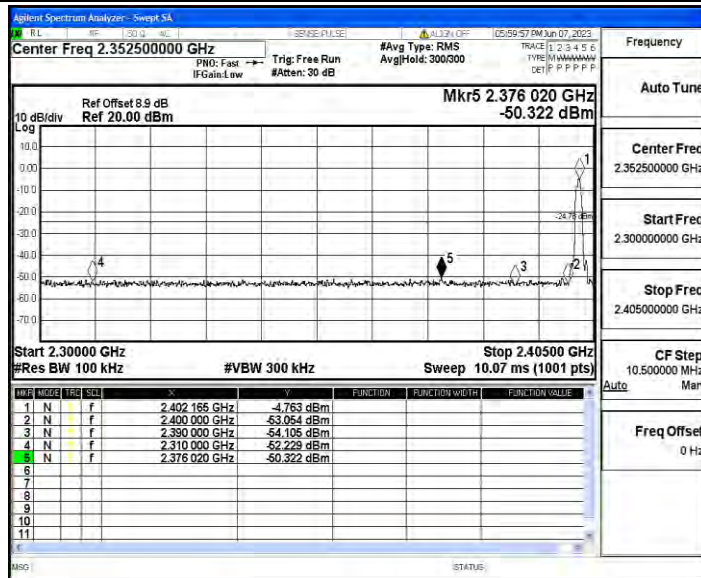 Agilent Spectrum Analyzer - Swept SA
RL RF 50 Ω AC SENSE:PULSE ALIGN OFF 05:59:57 PM Jun 07, 2023
Center Freq 2.352500000 GHz
PNO: Fast Trig: Free Run
IFGain:Low #Atten: 30 dB
#Avg Type: RMS
Avg|Hold: 300/300
TRACE 1 2 3 4 5 6
TYPE M W W W W W
DET P P P P P P
Mkr5 2.376 020 GHz
-50.322 dBm
Ref Offset 8.9 dB
10 dB/div Ref 20.00 dBm
Log
10.0
0.00
-10.0
-20.0
-24.76 dBm
-30.0
-40.0
50.0
-60.0
-70.0
1
2
3
4
5
Start 2.30000 GHz Stop 2.40500 GHz
#Res BW 100 kHz #VBW 300 kHz Sweep 10.07 ms (1001 pts)
MKR MODE TRC SCL X Y FUNCTION FUNCTION WIDTH FUNCTION VALUE
1 N f 2.402 165 GHz -4.763 dBm
2 N f 2.400 000 GHz -53.054 dBm
3 N f 2.390 000 GHz -54.105 dBm
4 N f 2.310 000 GHz -52.229 dBm
5 N f 2.376 020 GHz -50.322 dBm
6
7
8
9
10
11
MSG STATUS
Frequency
Auto Tune
Center Freq
2.352500000 GHz
Start Freq
2.300000000 GHz
Stop Freq
2.405000000 GHz
CF Step
10.500000 MHz
Auto Man
Freq Offset
0 Hz